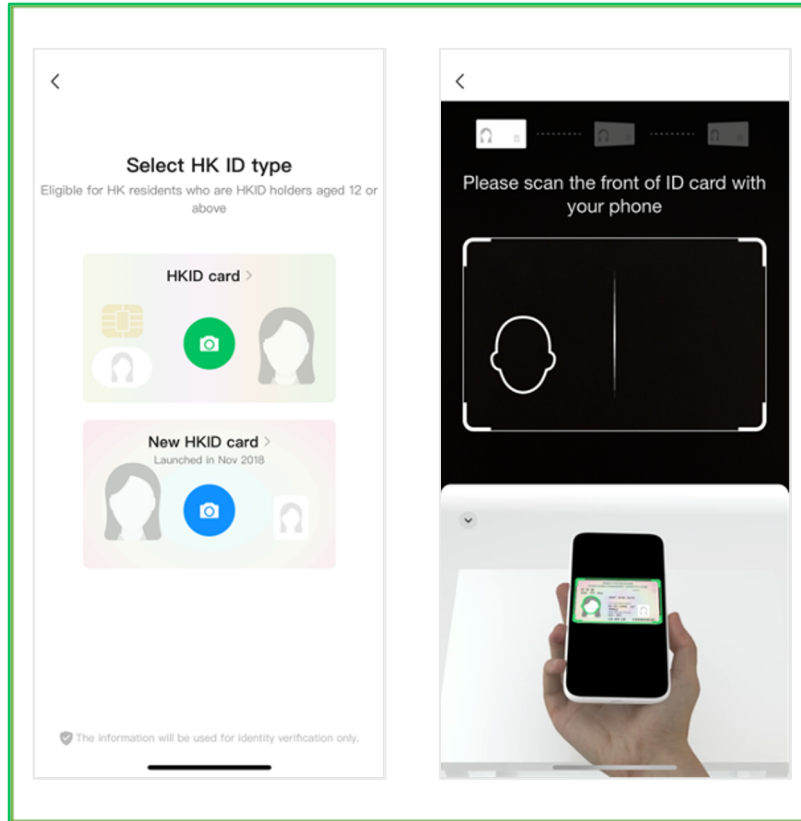 Select HK ID type
Eligible for HK residents who are HKID holders aged 12 or
above
HKID card >
New HKID card >
Launched in Nov 2018
The information will be used for identity verification only.
Please scan the front of ID card with
your phone